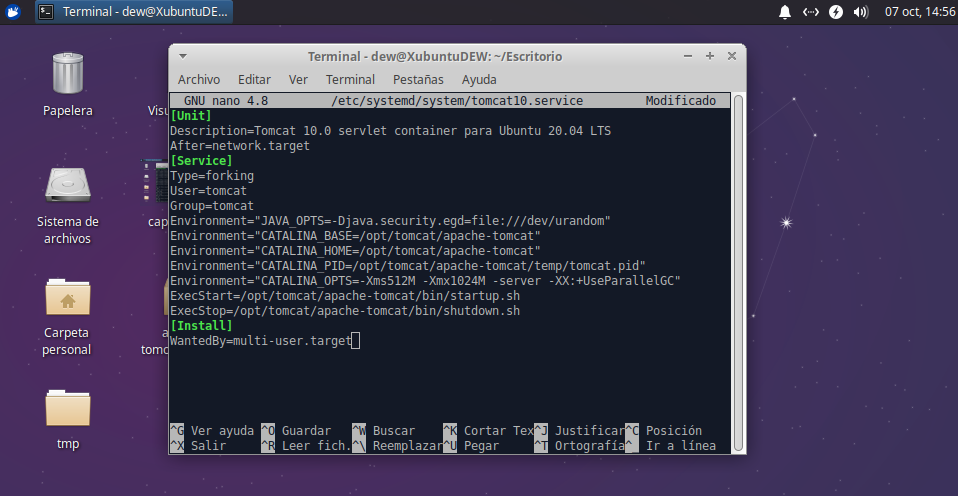 Terminal - dew@XubuntuDE...
07 oct, 14:56
Papelera
Visu
Sistema de
archivos
cap
Carpeta
personal
a
tomc
tmp
Terminal - dew@XubuntuDEW: ~/Escritorio
Archivo Editar Ver Terminal Pestañas Ayuda
GNU nano 4.8 /etc/systemd/system/tomcat10.service Modificado
[Unit]
Description=Tomcat 10.0 servlet container para Ubuntu 20.04 LTS
After=network.target
[Service]
Type=forking
User=tomcat
Group=tomcat
Environment="JAVA_OPTS=-Djava.security.egd=file:///dev/urandom"
Environment="CATALINA_BASE=/opt/tomcat/apache-tomcat"
Environment="CATALINA_HOME=/opt/tomcat/apache-tomcat"
Environment="CATALINA_PID=/opt/tomcat/apache-tomcat/temp/tomcat.pid"
Environment="CATALINA_OPTS=-Xms512M -Xmx1024M -server -XX:+UseParallelGC"
ExecStart=/opt/tomcat/apache-tomcat/bin/startup.sh
ExecStop=/opt/tomcat/apache-tomcat/bin/shutdown.sh
[Install]
WantedBy=multi-user.target
^G Ver ayuda ^O Guardar ^W Buscar ^K Cortar Tex^J Justificar^C Posición
^X Salir ^R Leer fich.^\ Reemplazar^U Pegar ^T Ortografía^_ Ir a línea